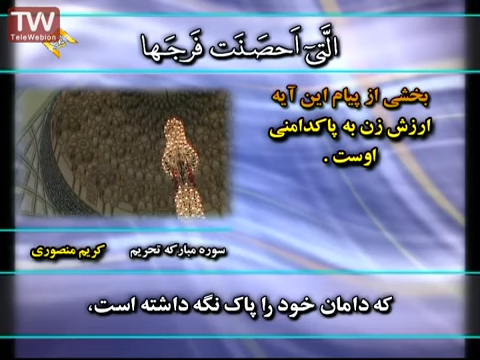 TW
TeleWebion
الَّتِيٓ اَحصَنَت فَرجَها
بخشی از پیام این آیه
ارزش زن به پاکدامنی
اوست .
سوره مبارکه تحریم
کریم منصوری
که دامان خود را پاک نگه داشته است،